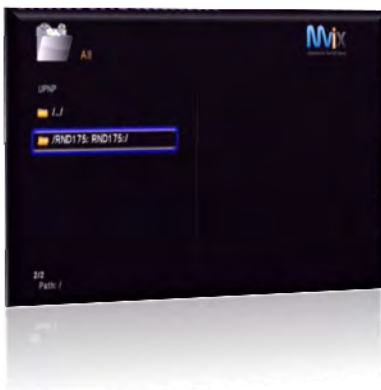 All
Mvix
UPNP
/../
/RND175: RND175:/
2/2
Path: /